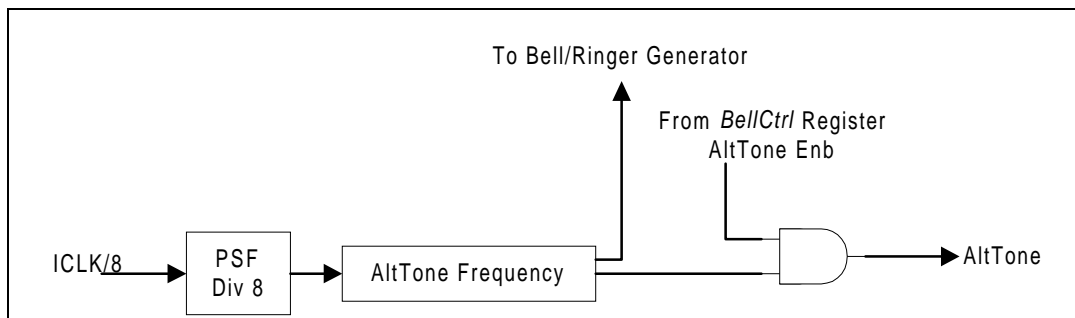 To Bell/Ringer Generator
From BellCtrl Register
AltTone Enb
ICLK/8
PSF
Div 8
AltTone Frequency
AltTone